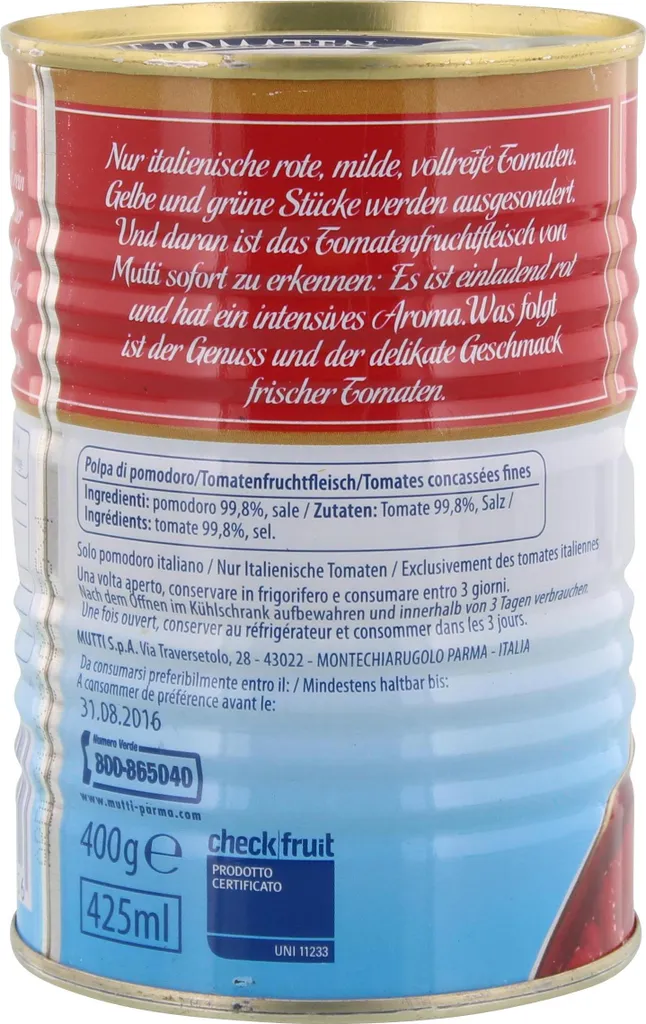 TOMATEN
Nur italienische rote, milde, vollreife Tomaten.
Gelbe und grüne Stücke werden ausgesondert.
Und daran ist das Tomatenfruchtfleisch von
Mutti sofort zu erkennen: Es ist einladend rot
und hat ein intensives Aroma. Was folgt
ist der Genuss und der delikate Geschmack
frischer Tomaten.
Polpa di pomodoro/Tomatenfruchtfleisch/Tomates concassées fines
Ingredienti: pomodoro 99,8%, sale / Zutaten: Tomate 99,8%, Salz /
Ingrédients: tomate 99,8%, sel.
Solo pomodoro italiano / Nur Italienische Tomaten / Exclusivement des tomates italiennes
Una volta aperto, conservare in frigorifero e consumare entro 3 giorni.
Nach dem Öffnen im Kühlschrank aufbewahren und innerhalb von 3 Tagen verbrauchen.
Une fois ouvert, conserver au réfrigérateur et consommer dans les 3 jours.
MUTTI S.p.A. Via Traversetolo, 28 - 43022 - MONTECHIARUGOLO PARMA - ITALIA
Da consumarsi preferibilmente entro il: / Mindestens haltbar bis:
A consommer de préférence avant le:
31.08.2016
Numero Verde
800-865040
www.mutti-parma.com
400g e
425ml
check fruit
PRODOTTO
CERTIFICATO
UNI 11233